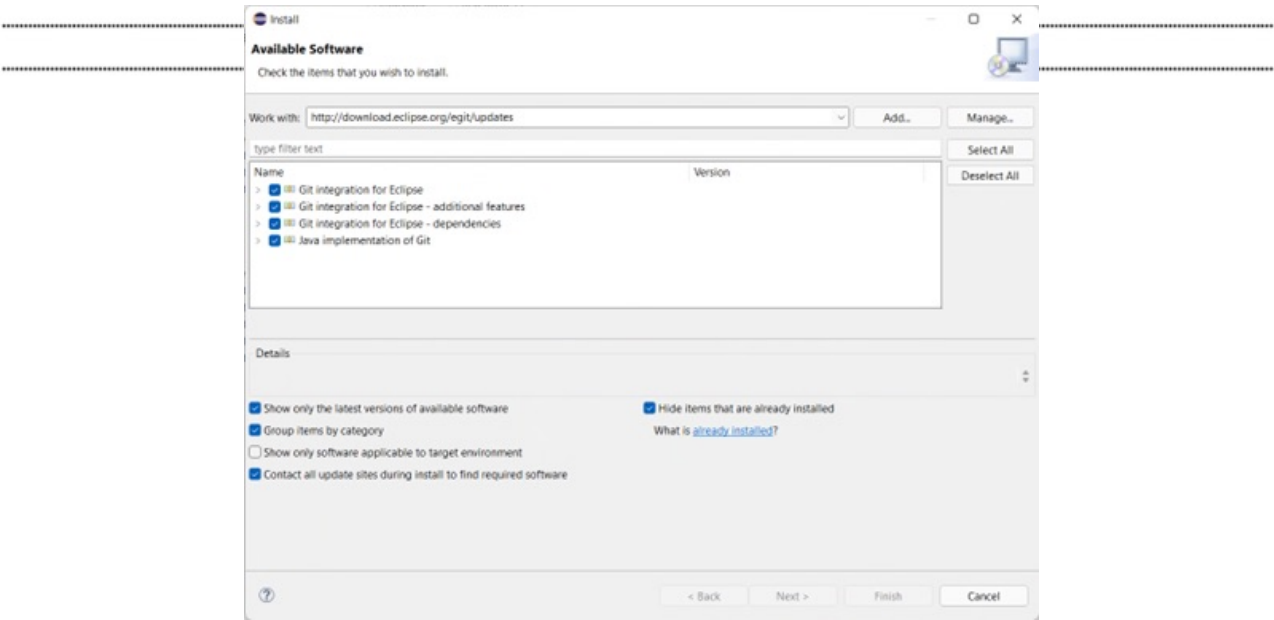 Install
Available Software
Check the items that you wish to install.
Work with: http://download.eclipse.org/egit/updates Add... Manage...
type filter text Select All
Name Version Deselect All
Git integration for Eclipse
Git integration for Eclipse - additional features
Git integration for Eclipse - dependencies
Java implementation of Git
Details
Show only the latest versions of available software Hide items that are already installed
Group items by category What is already installed?
Show only software applicable to target environment
Contact all update sites during install to find required software
? < Back Next > Finish Cancel